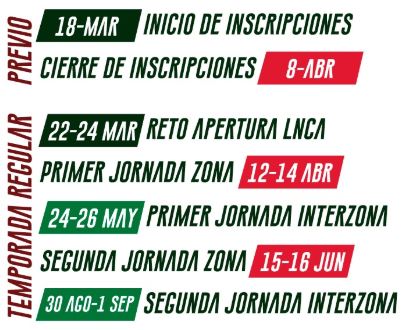 PREVIO
18-MAR INICIO DE INSCRIPCIONES
CIERRE DE INSCRIPCIONES 8-ABR
TEMPORADA REGULAR
22-24 MAR RETO APERTURA LNCA
PRIMER JORNADA ZONA 12-14 ABR
24-26 MAY PRIMER JORNADA INTERZONA
SEGUNDA JORNADA ZONA 15-16 JUN
30 AGO-1 SEP SEGUNDA JORNADA INTERZONA